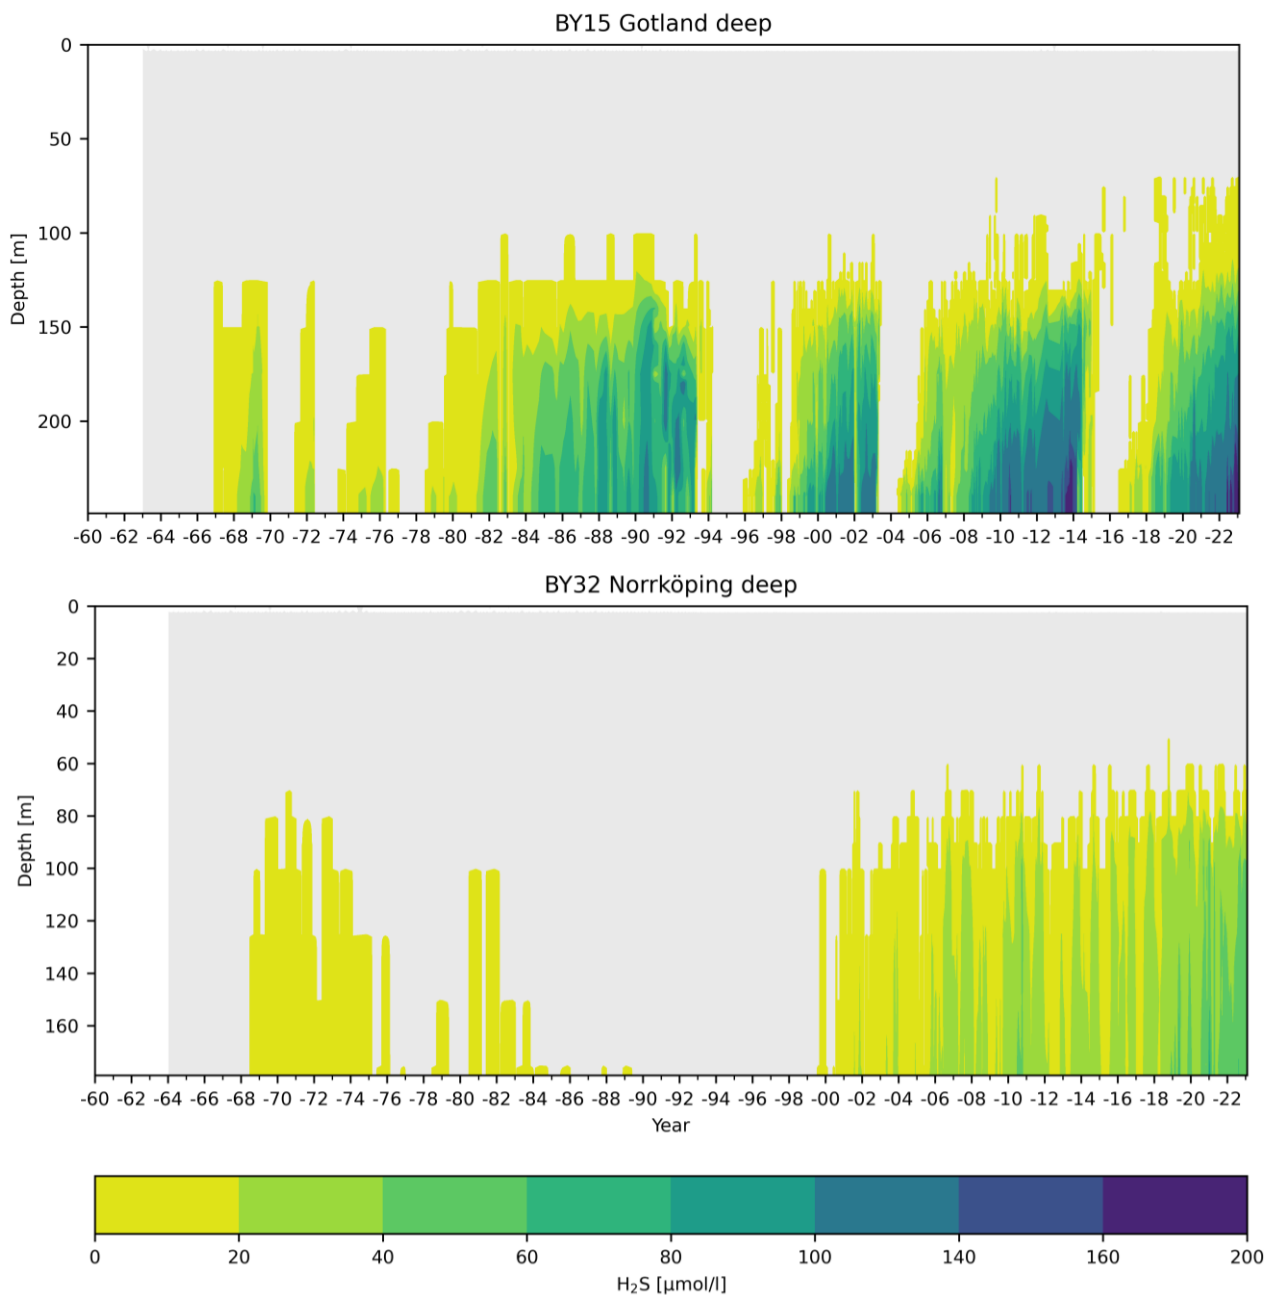 BY15 Gotland deep
0
50
100
150
200
Depth [m]
-60 -62 -64 -66 -68 -70 -72 -74 -76 -78 -80 -82 -84 -86 -88 -90 -92 -94 -96 -98 -00 -02 -04 -06 -08 -10 -12 -14 -16 -18 -20 -22
BY32 Norrköping deep
0
20
40
60
80
100
120
140
160
Depth [m]
-60 -62 -64 -66 -68 -70 -72 -74 -76 -78 -80 -82 -84 -86 -88 -90 -92 -94 -96 -98 -00 -02 -04 -06 -08 -10 -12 -14 -16 -18 -20 -22
Year
0 20 40 60 80 100 140 160 200
H₂S [µmol/l]